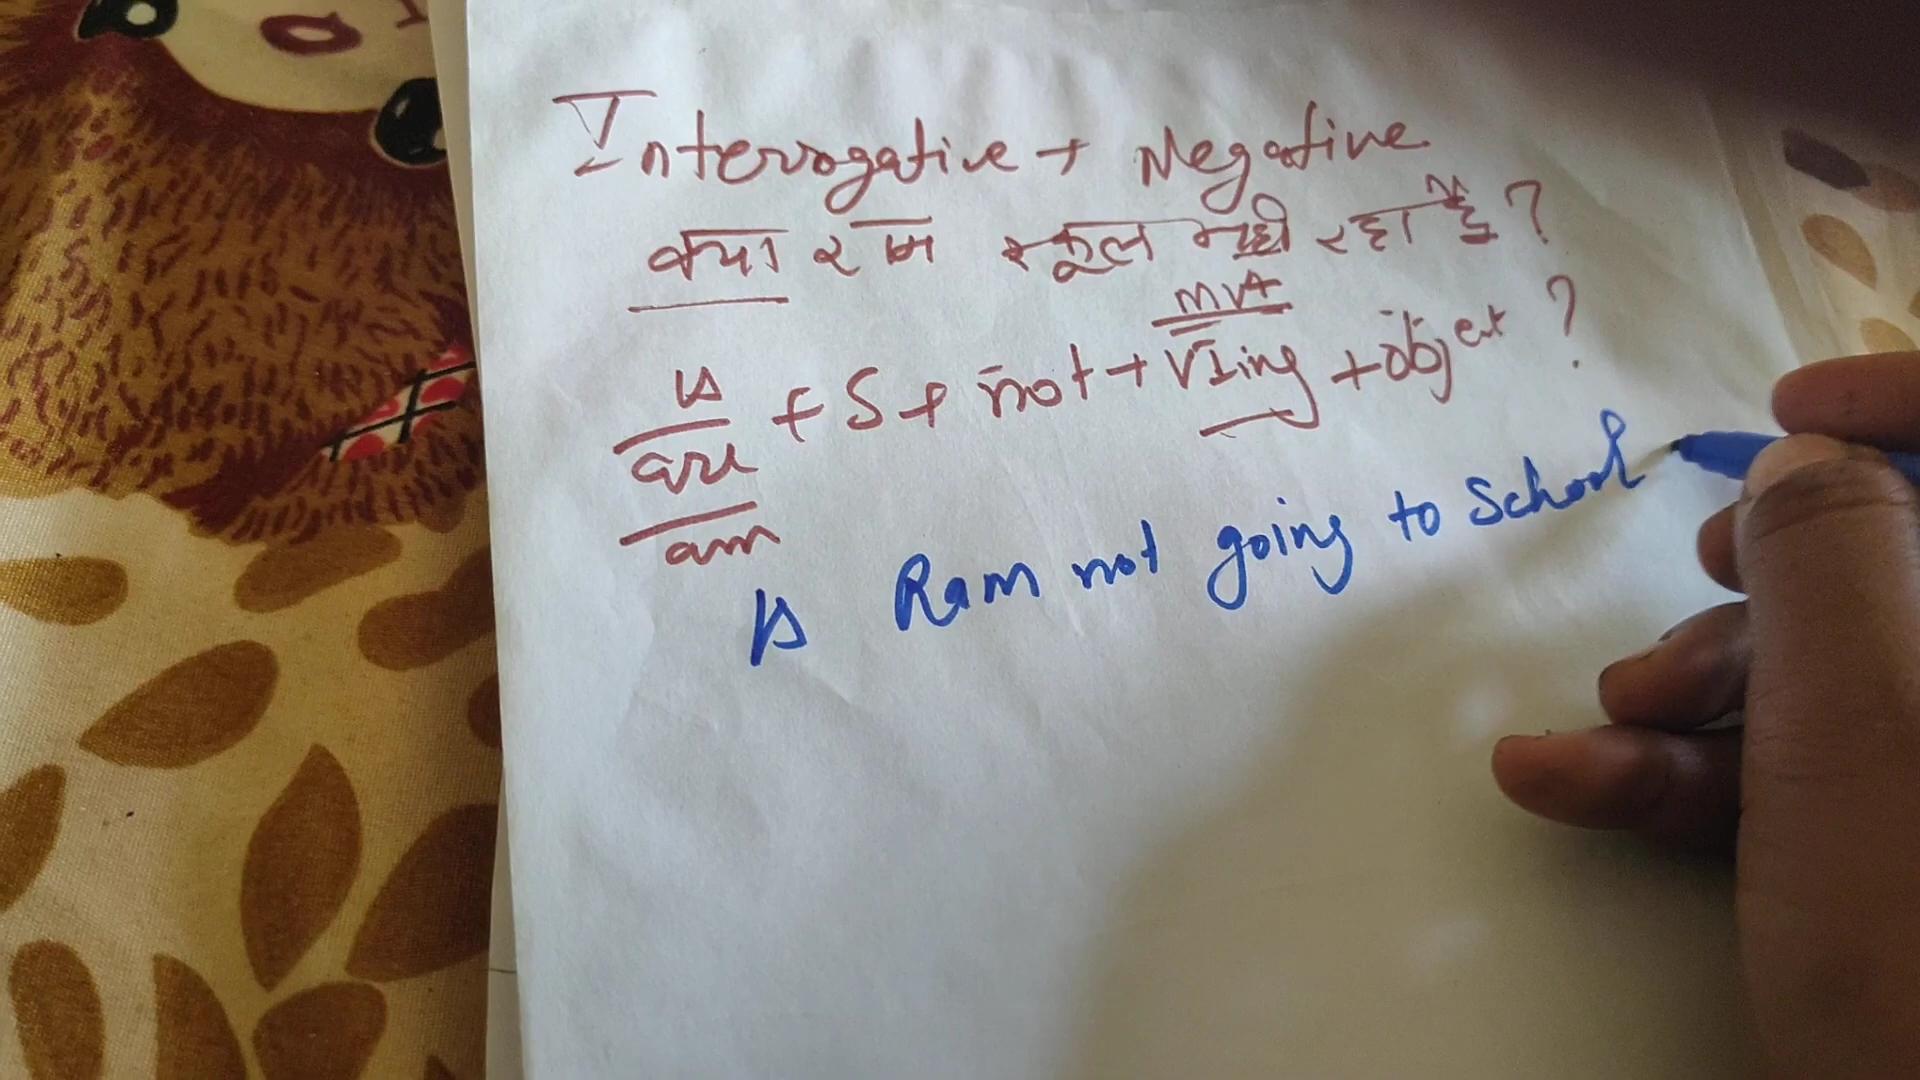 Interrogative + Negative
क्या राम स्कूल नही रहा है ?
MVA
is + S + not + VIing + object ?
are
am
is Ram not going to School